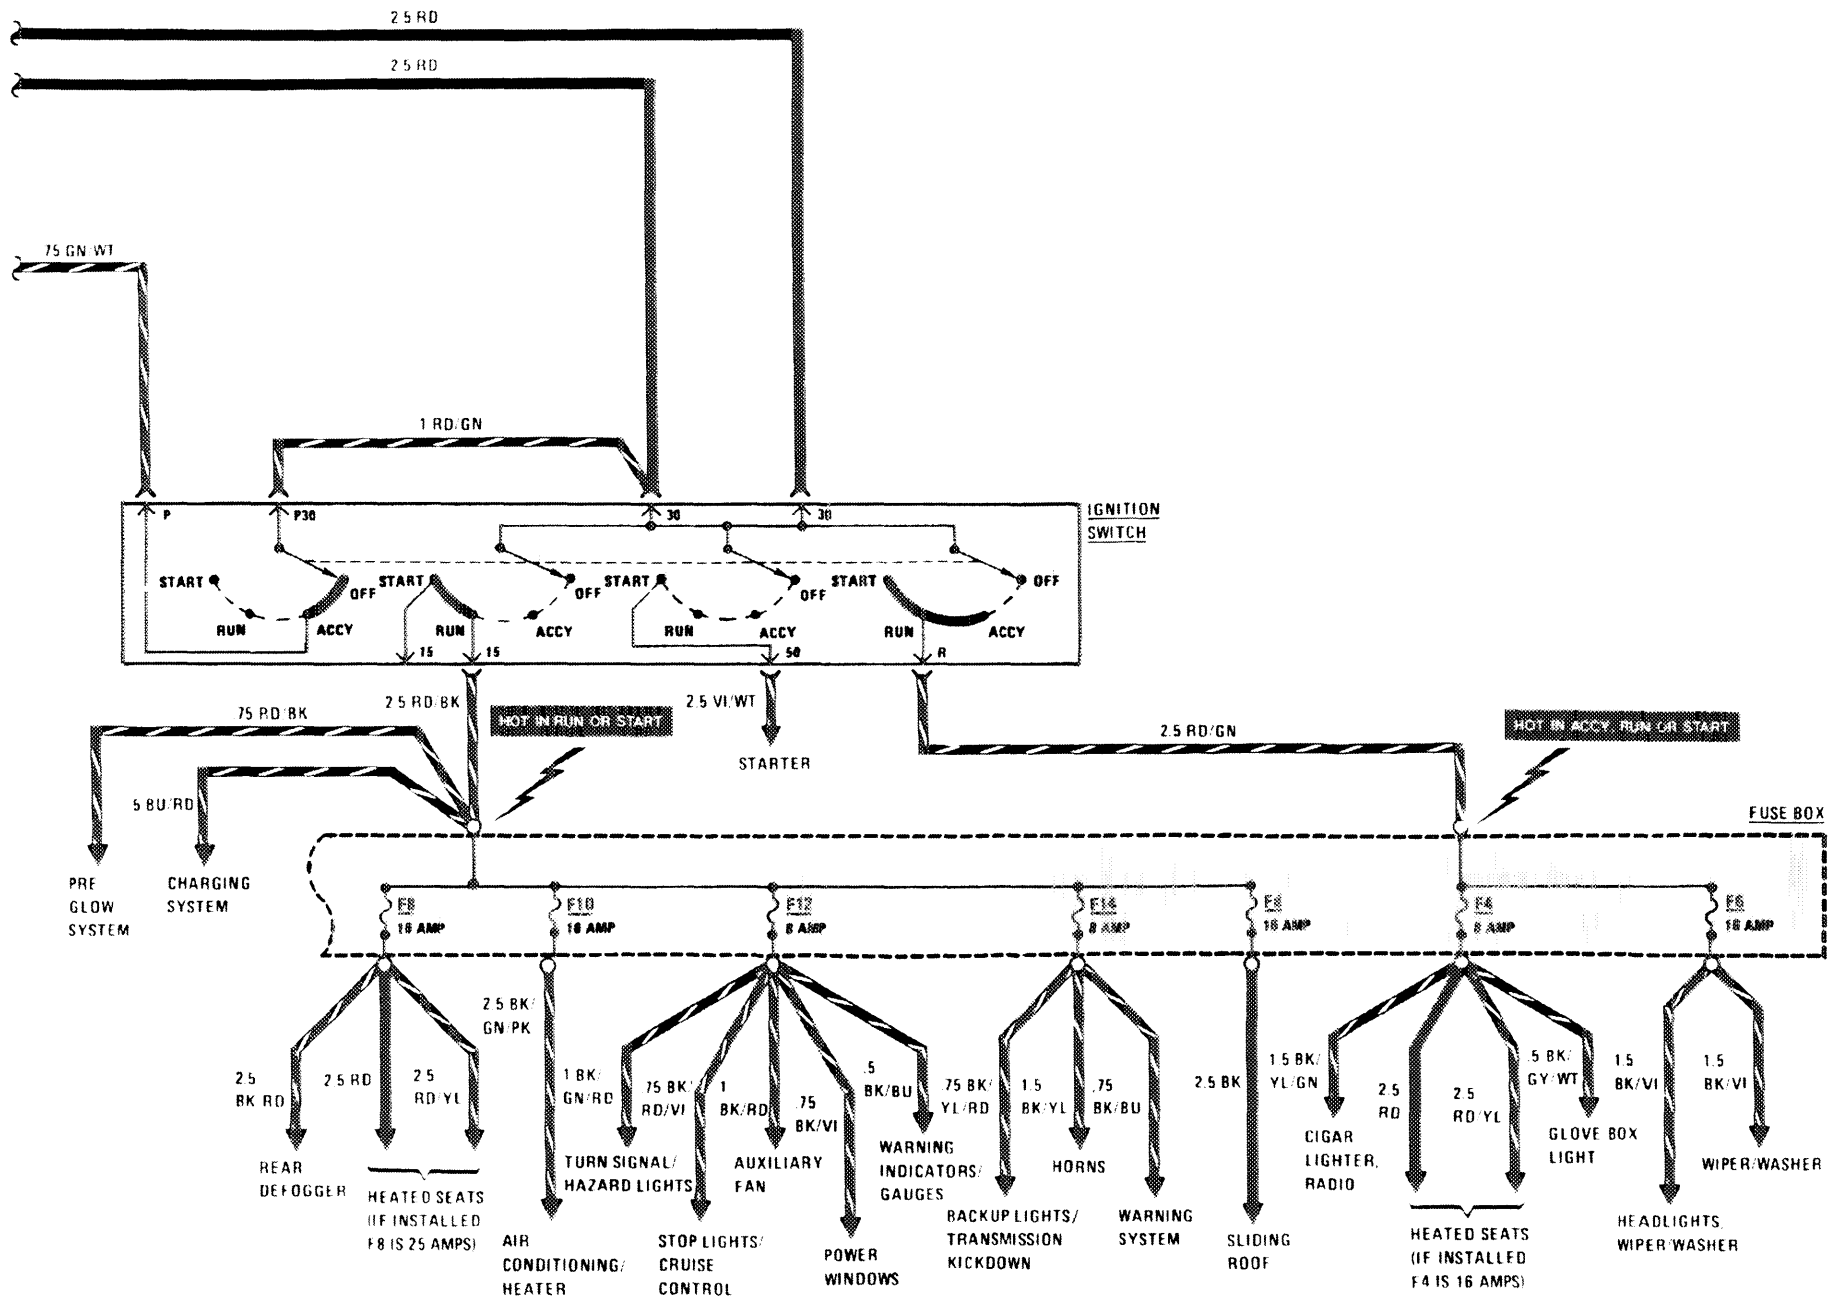 2.5 RD
2.5 RD
75 GN/WT
1 RD/GN
P
P30
30
30
IGNITION
SWITCH
START
OFF
START
OFF
START
OFF
START
OFF
RUN
ACCY
RUN
ACCY
RUN
ACCY
RUN
ACCY
15
15
50
R
75 RD/BK
2.5 RD/BK
HOT IN RUN OR START
2.5 VI/WT
2.5 RD/GN
HOT IN ACCY, RUN OR START
STARTER
5 BU/RD
FUSE BOX
PRE
GLOW
SYSTEM
CHARGING
SYSTEM
F8
16 AMP
F10
16 AMP
F12
8 AMP
F14
8 AMP
16 AMP
F4
8 AMP
F6
16 AMP
2.5 BK/
GN/PK
2.5
BK RD
2.5 RD
2.5
RD/YL
1 BK/
GN/RD
.75 BK/
RD/VI
1
BK/RD
.75
BK/VI
.5
BK/BU
.75 BK/
YL/RD
1.5
BK/YL
.75
BK/BU
2.5 BK
1.5 BK/
YL/GN
2.5
RD
2.5
RD/YL
.5 BK/
GY/WT
1.5
BK/VI
1.5
BK/VI
REAR
DEFOGGER
HEATED SEATS
(IF INSTALLED
F8 IS 25 AMPS)
AIR
CONDITIONING/
HEATER
TURN SIGNAL/
HAZARD LIGHTS
STOP LIGHTS/
CRUISE
CONTROL
AUXILIARY
FAN
POWER
WINDOWS
WARNING
INDICATORS/
GAUGES
BACKUP LIGHTS/
TRANSMISSION
KICKDOWN
HORNS
WARNING
SYSTEM
SLIDING
ROOF
CIGAR
LIGHTER,
RADIO
HEATED SEATS
(IF INSTALLED
F4 IS 16 AMPS)
GLOVE BOX
LIGHT
HEADLIGHTS,
WIPER/WASHER
WIPER/WASHER